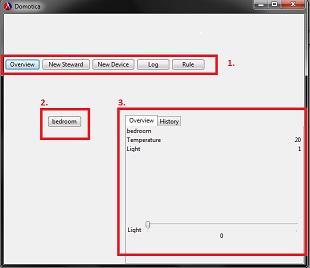 Domotica
Overview New Steward New Device Log Rule 1.
2. 3.
bedroom
Overview History
bedroom
Temperature 20
Light 1
Light
0